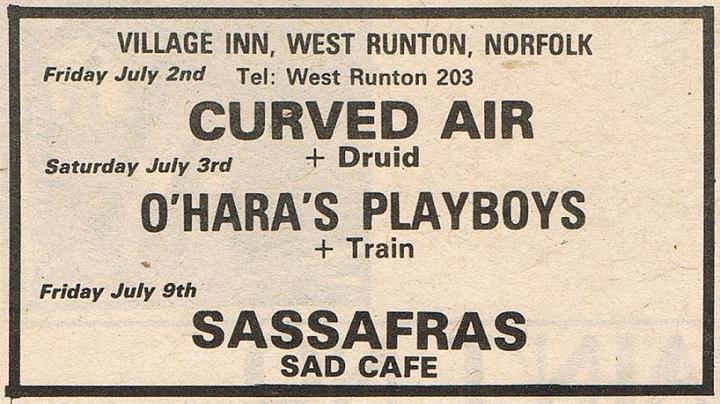 VILLAGE INN, WEST RUNTON, NORFOLK
Friday July 2nd Tel: West Runton 203
CURVED AIR
+ Druid
Saturday July 3rd
O'HARA'S PLAYBOYS
+ Train
Friday July 9th
SASSAFRAS
SAD CAFE